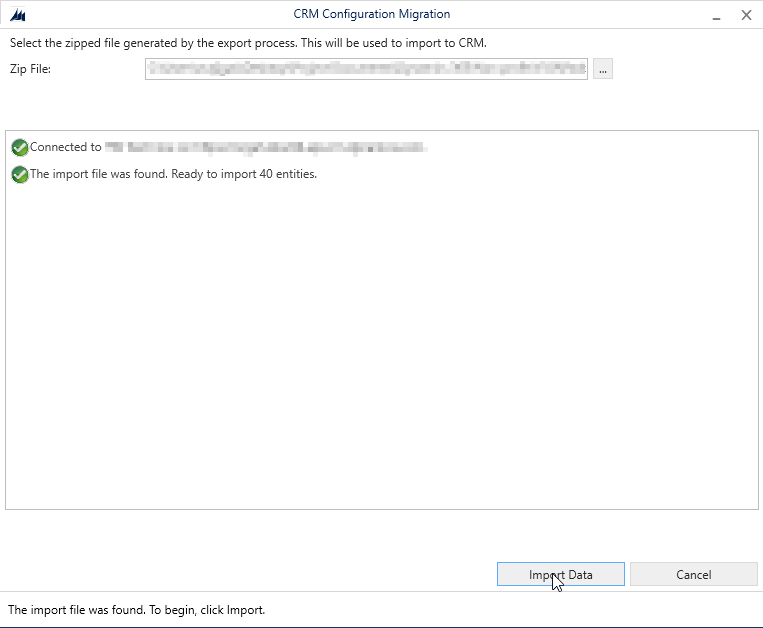 CRM Configuration Migration
Select the zipped file generated by the export process. This will be used to import to CRM.
Zip File:
...
Connected to
The import file was found. Ready to import 40 entities.
Import Data
Cancel
The import file was found. To begin, click Import.